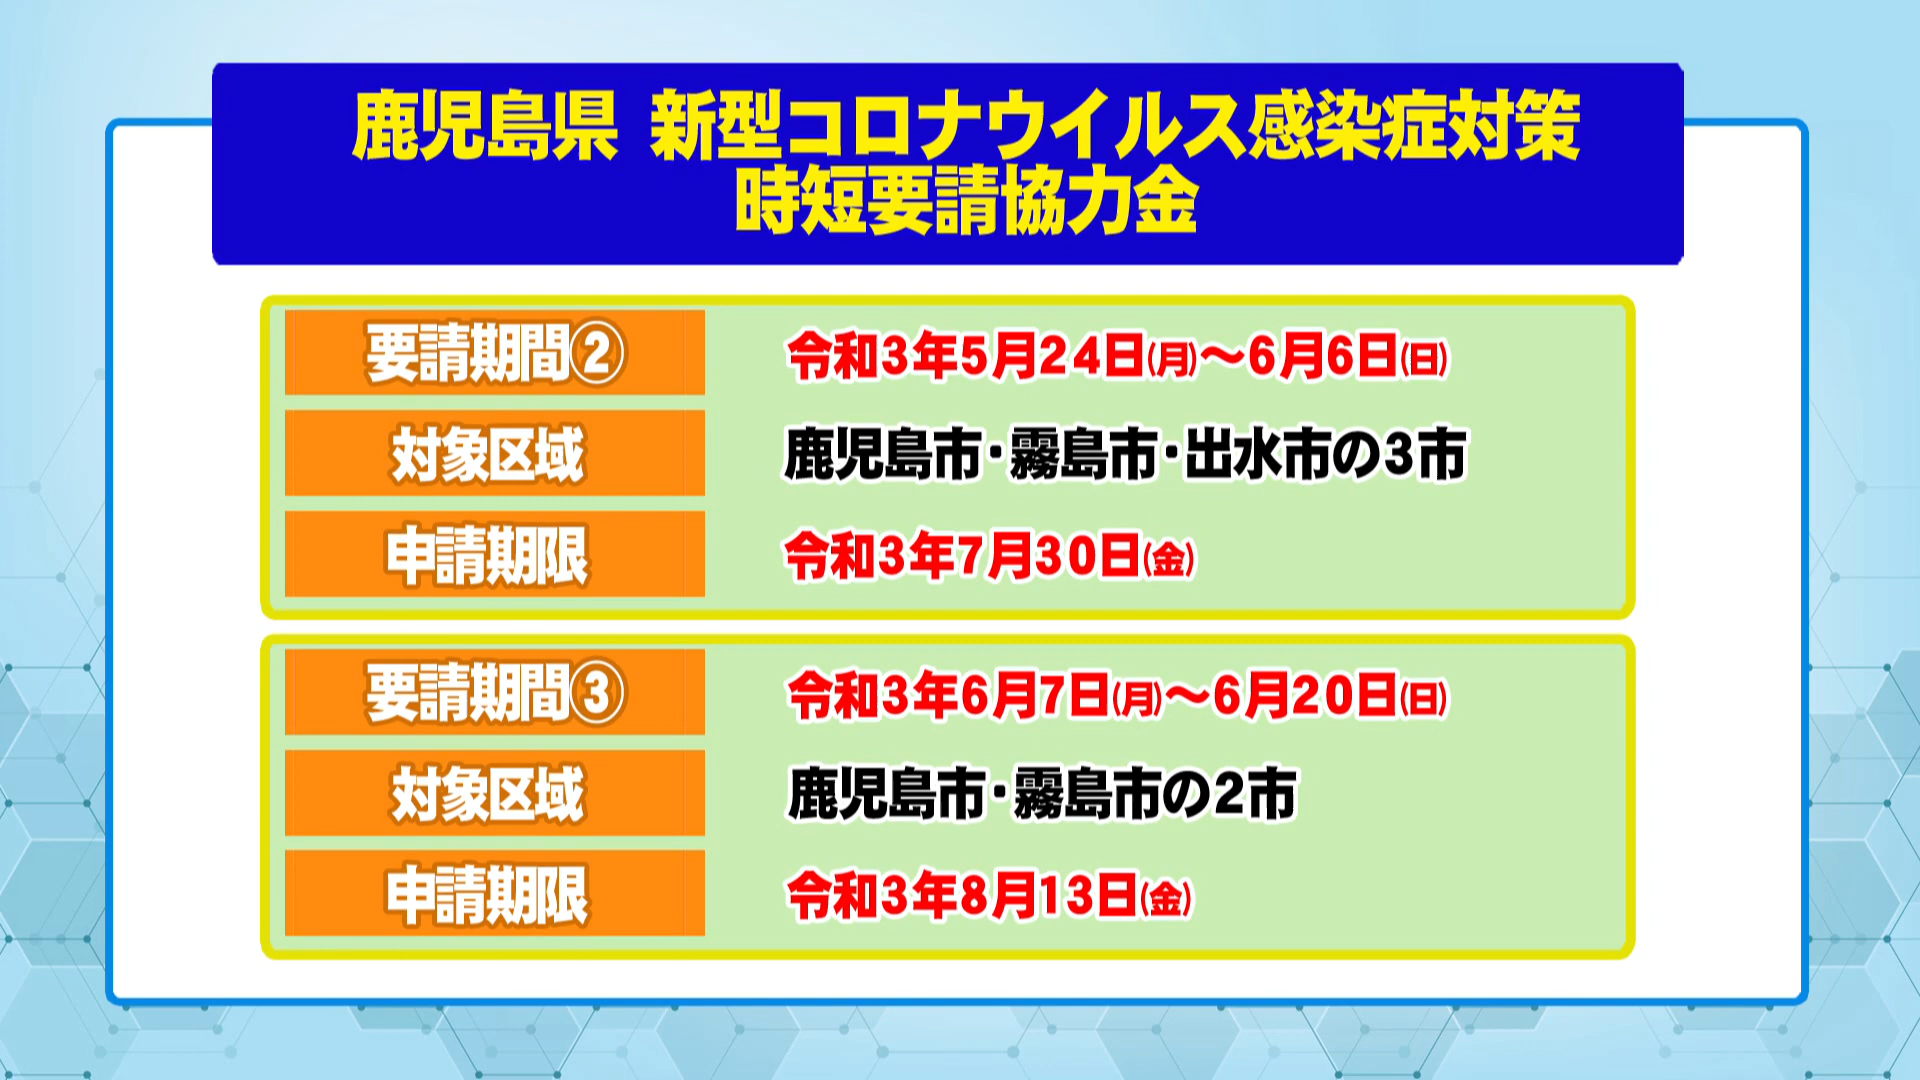 鹿児島県 新型コロナウイルス感染症対策
時短要請協力金
要請期間② 令和3年5月24日(月)～6月6日(日)
対象区域 鹿児島市・霧島市・出水市の3市
申請期限 令和3年7月30日(金)
要請期間③ 令和3年6月7日(月)～6月20日(日)
対象区域 鹿児島市・霧島市の2市
申請期限 令和3年8月13日(金)